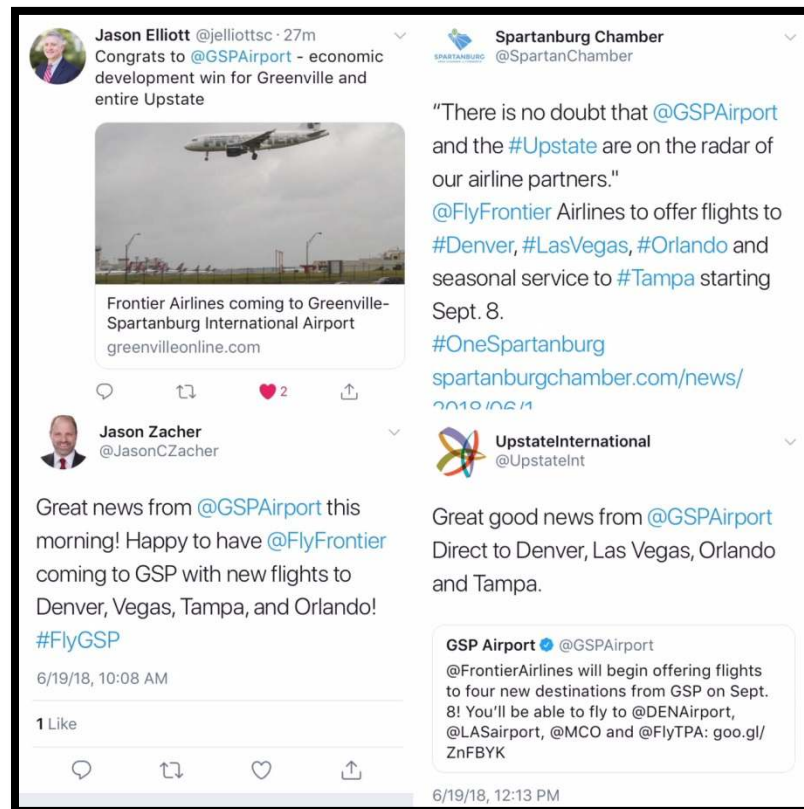 Jason Elliott @jelliottsc · 27m
Congrats to @GSPAirport - economic
development win for Greenville and
entire Upstate
Frontier Airlines coming to Greenville-
Spartanburg International Airport
greenvilleonline.com
2
Spartanburg Chamber
@SpartanChamber
SPARTANBURG
“There is no doubt that @GSPAirport
and the #Upstate are on the radar of
our airline partners."
@FlyFrontier Airlines to offer flights to
#Denver, #LasVegas, #Orlando and
seasonal service to #Tampa starting
Sept. 8.
#OneSpartanburg
spartanburgchamber.com/news/
2018/06/1
Jason Zacher
@JasonCZacher
Great news from @GSPAirport this
morning! Happy to have @FlyFrontier
coming to GSP with new flights to
Denver, Vegas, Tampa, and Orlando!
#FlyGSP
6/19/18, 10:08 AM
1 Like
UpstateInternational
@UpstateInt
Great good news from @GSPAirport
Direct to Denver, Las Vegas, Orlando
and Tampa.
GSP Airport @GSPAirport
@FrontierAirlines will begin offering flights
to four new destinations from GSP on Sept.
8! You’ll be able to fly to @DENAirport,
@LASairport, @MCO and @FlyTPA: goo.gl/
ZnFBYK
6/19/18, 12:13 PM